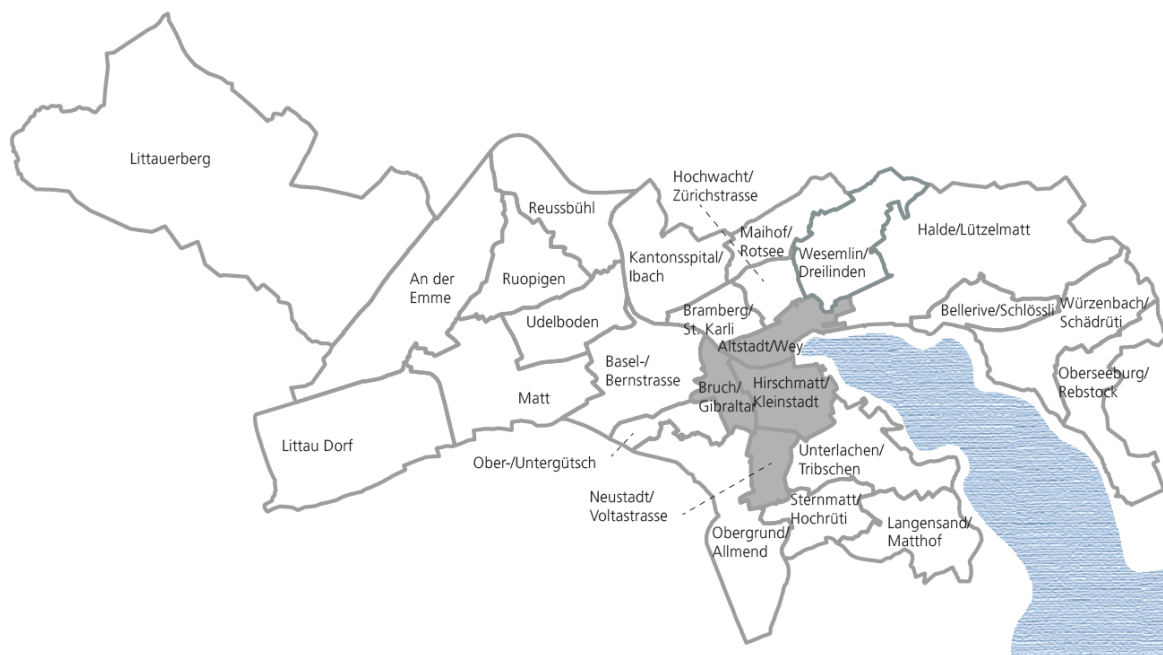 Littauerberg
Reussbühl
An der
Emme
Ruopigen
Udelboden
Matt
Littau Dorf
Kantonsspital/
Ibach
Hochwacht/
Zürichstrasse
Maihof/
Rotsee
Wesemlin/
Dreilinden
Halde/Lützelmatt
Bellerive/Schlössli
Würzenbach/
Schädrüti
Oberseeburg/
Rebstock
Bramberg/
St. Karli
Altstadt/Wey
Basel-/
Bernstrasse
Bruch/
Gibraltar
Hirschmatt/
Kleinstadt
Ober-/Untergütsch
Neustadt/
Voltastrasse
Unterlachen/
Tribschen
Sternmatt/
Hochrüti
Langensand/
Matthof
Obergrund/
Allmend